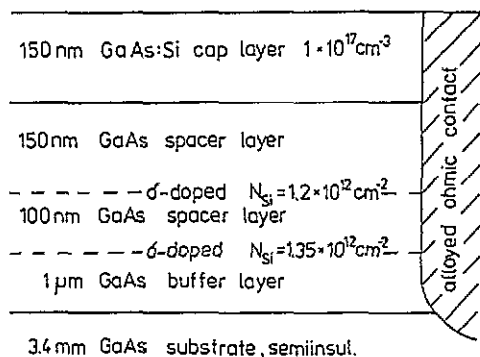 150nm GaAs:Si cap layer 1×10¹⁷cm⁻³
150nm GaAs spacer layer
δ-doped N_Si=1.2×10¹²cm⁻²
100nm GaAs spacer layer
δ-doped N_Si=1.35×10¹²cm⁻²
1µm GaAs buffer layer
3.4mm GaAs substrate, semiinsul.
alloyed ohmic contact